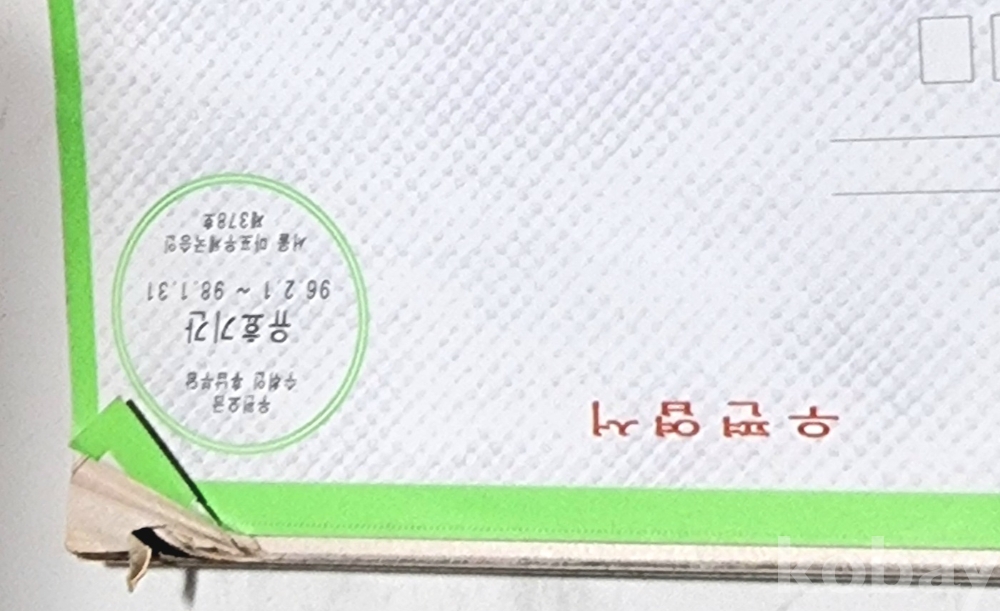 우편엽서
우편요금
수취인 후납부담
유효기간
96.2.1 ~ 98.1.31
서울 마포우체국승인
제378호
kobay